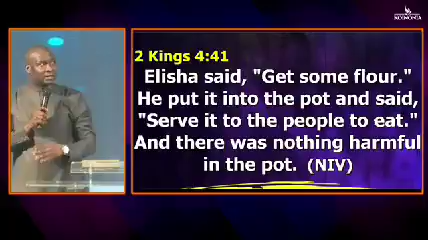 KOINONIA
2 Kings 4:41
Elisha said, "Get some flour."
He put it into the pot and said,
"Serve it to the people to eat."
And there was nothing harmful
in the pot. (NIV)